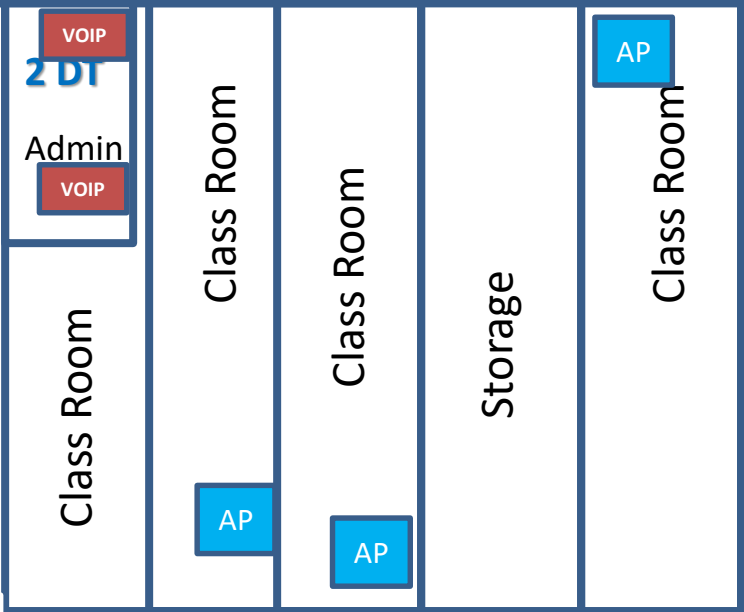 VOIP
2 DT
Admin
VOIP
Class Room
Class Room
AP
Class Room
AP
Storage
AP
Class Room